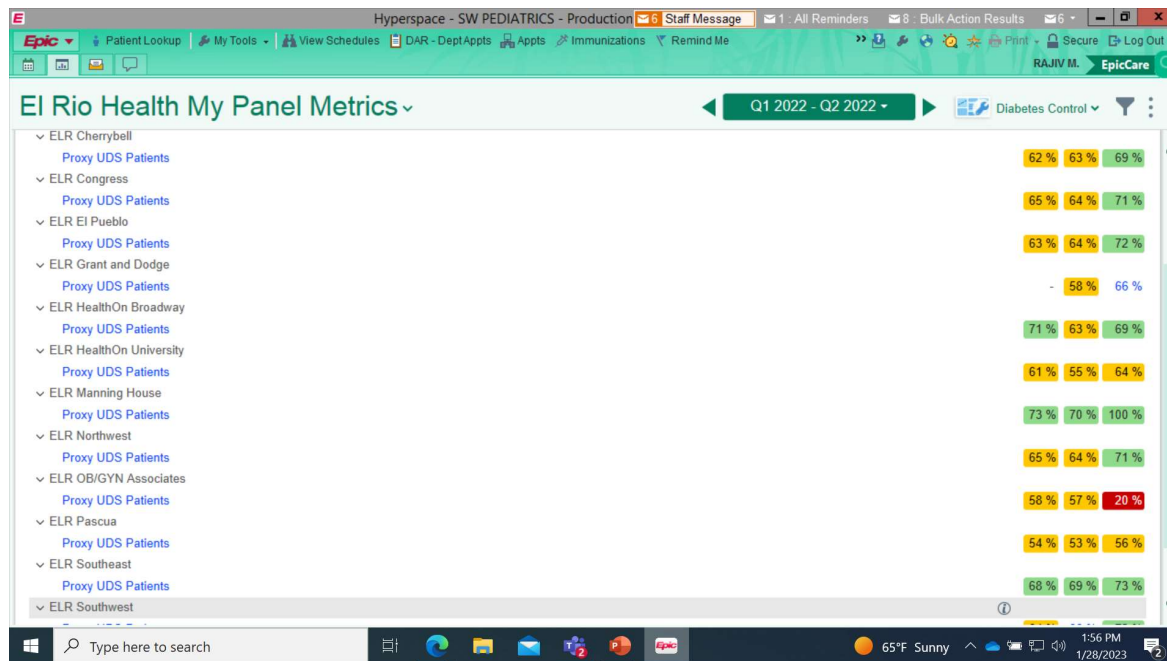 E Hyperspace - SW PEDIATRICS - Production 6 Staff Message 1 : All Reminders 8 : Bulk Action Results 6
Epic Patient Lookup My Tools View Schedules DAR - Dept Appts Appts Immunizations Remind Me Print Secure Log Out
RAJIV M. EpicCare
El Rio Health My Panel Metrics Q1 2022 - Q2 2022 Diabetes Control
ELR Cherrybell
Proxy UDS Patients 62 % 63 % 69 %
ELR Congress
Proxy UDS Patients 65 % 64 % 71 %
ELR El Pueblo
Proxy UDS Patients 63 % 64 % 72 %
ELR Grant and Dodge
Proxy UDS Patients - 58 % 66 %
ELR HealthOn Broadway
Proxy UDS Patients 71 % 63 % 69 %
ELR HealthOn University
Proxy UDS Patients 61 % 55 % 64 %
ELR Manning House
Proxy UDS Patients 73 % 70 % 100 %
ELR Northwest
Proxy UDS Patients 65 % 64 % 71 %
ELR OB/GYN Associates
Proxy UDS Patients 58 % 57 % 20 %
ELR Pascua
Proxy UDS Patients 54 % 53 % 56 %
ELR Southeast
Proxy UDS Patients 68 % 69 % 73 %
ELR Southwest
Type here to search 65°F Sunny 1:56 PM
1/28/2023